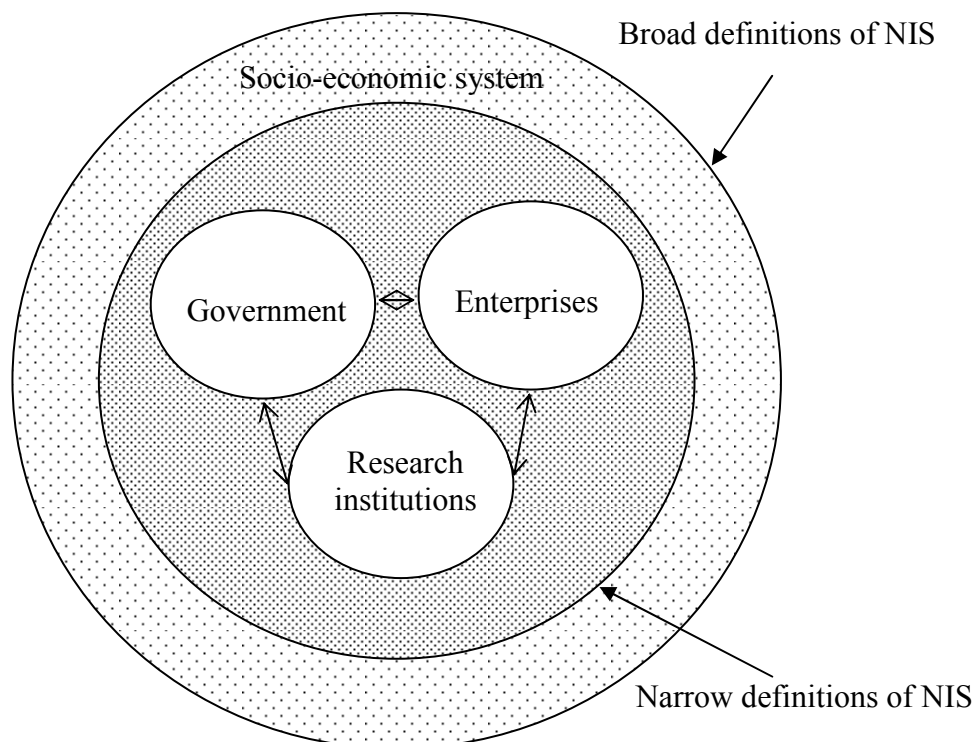 Broad definitions of NIS
Socio-economic system
Government
Enterprises
Research
institutions
Narrow definitions of NIS